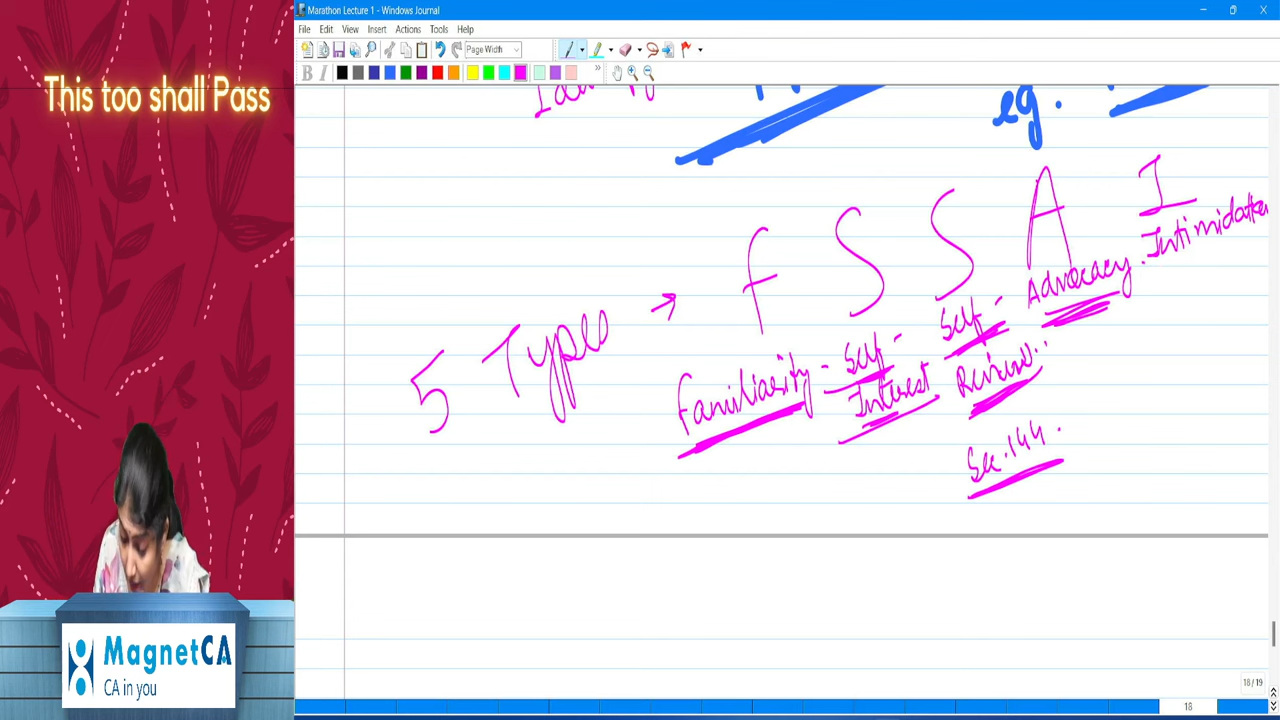 Marathon Lecture 1 - Windows Journal
File Edit View Insert Actions Tools Help
Page Width
B I
This too shall Pass
eg.
5 Types → F S S A I
Familiarity - Self- Interest
Self- Review..
Advocacy.
Intimidation
Sec.144.
MagnetCA
CA in you
18/19
18